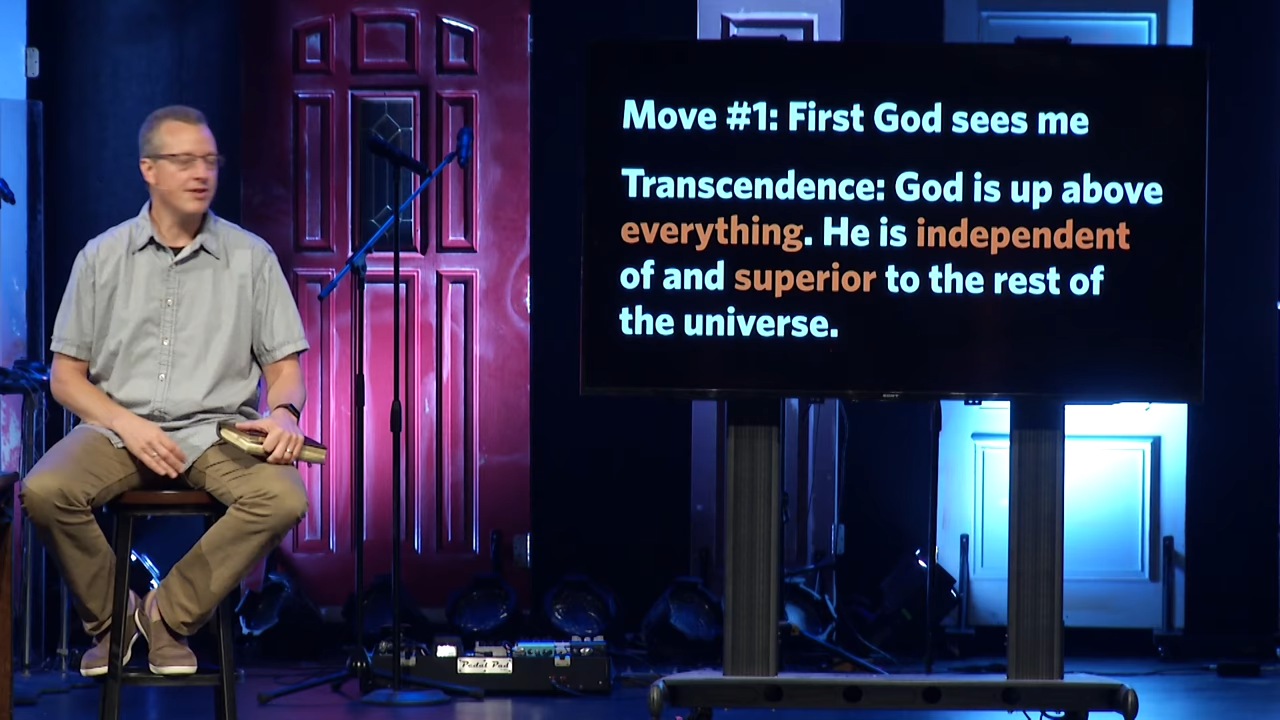 Move #1: First God sees me
Transcendence: God is up above
everything. He is independent
of and superior to the rest of
the universe.
SONY
Pedal Pad